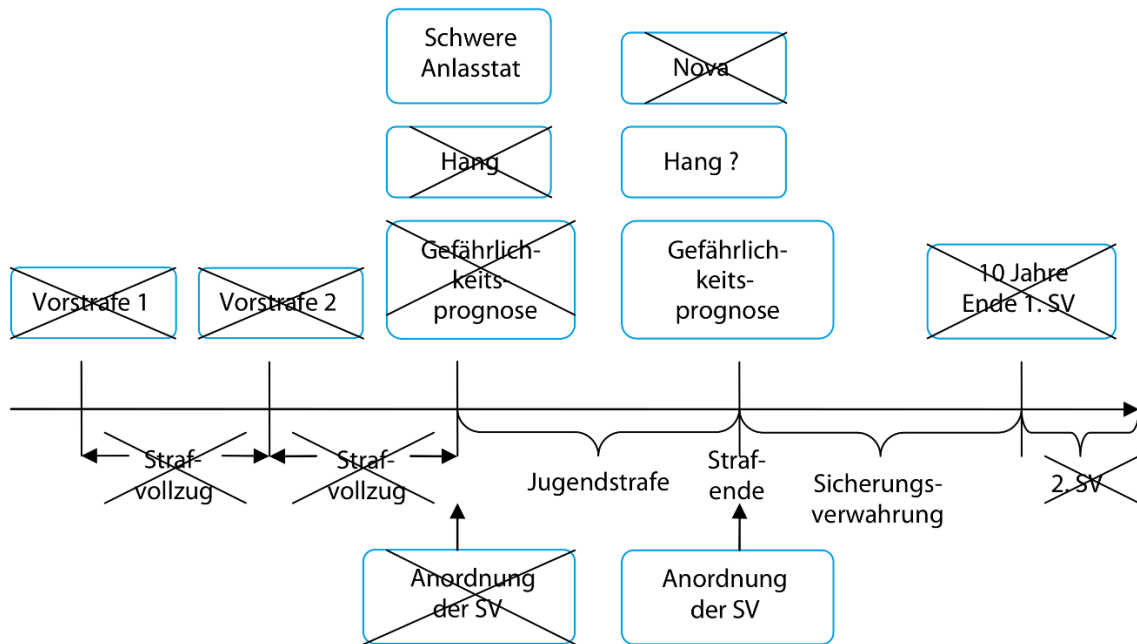 Schwere
Anlasstat
Nova
Hang
Hang ?
Gefährlich-
keits-
prognose
Gefährlich-
keits-
prognose
Vorstrafe 1
Vorstrafe 2
10 Jahre
Ende 1. SV
Straf-
vollzug
Straf-
vollzug
Jugendstrafe
Straf-
ende
Sicherungs-
verwahrung
2. SV
Anordnung
der SV
Anordnung
der SV